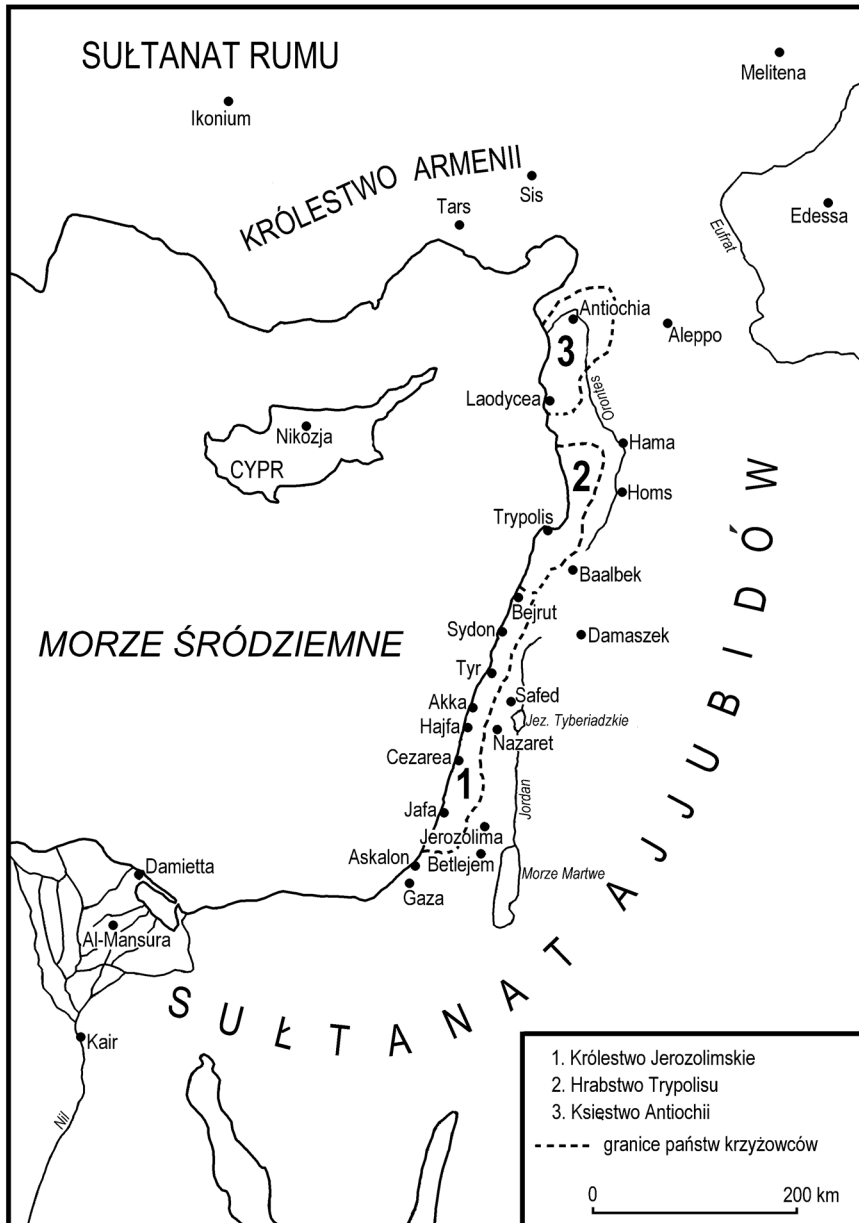 SUŁTANAT RUMU
Melitena
Ikonium
KRÓLESTWO ARMENII
Sis
Tars
Edessa
Eufrat
Antiochia
Aleppo
3
Laodycea
Orontes
Nikozja
CYPR
Hama
2
Homs
Trypolis
Baalbek
Bejrut
Sydon
Damaszek
MORZE ŚRÓDZIEMNE
Tyr
Safed
Akka
Jez. Tyberiadzkie
Hajfa
Nazaret
Cezarea
1
Jordan
Jafa
Jerozolima
Askalon
Betlejem
Damietta
Morze Martwe
Gaza
Al-Mansura
SUŁTANAT AJJUBIDÓW
Kair
Nil
1. Królestwo Jerozolimskie
2. Hrabstwo Trypolisu
3. Księstwo Antiochii
granice państw krzyżowców
0 200 km